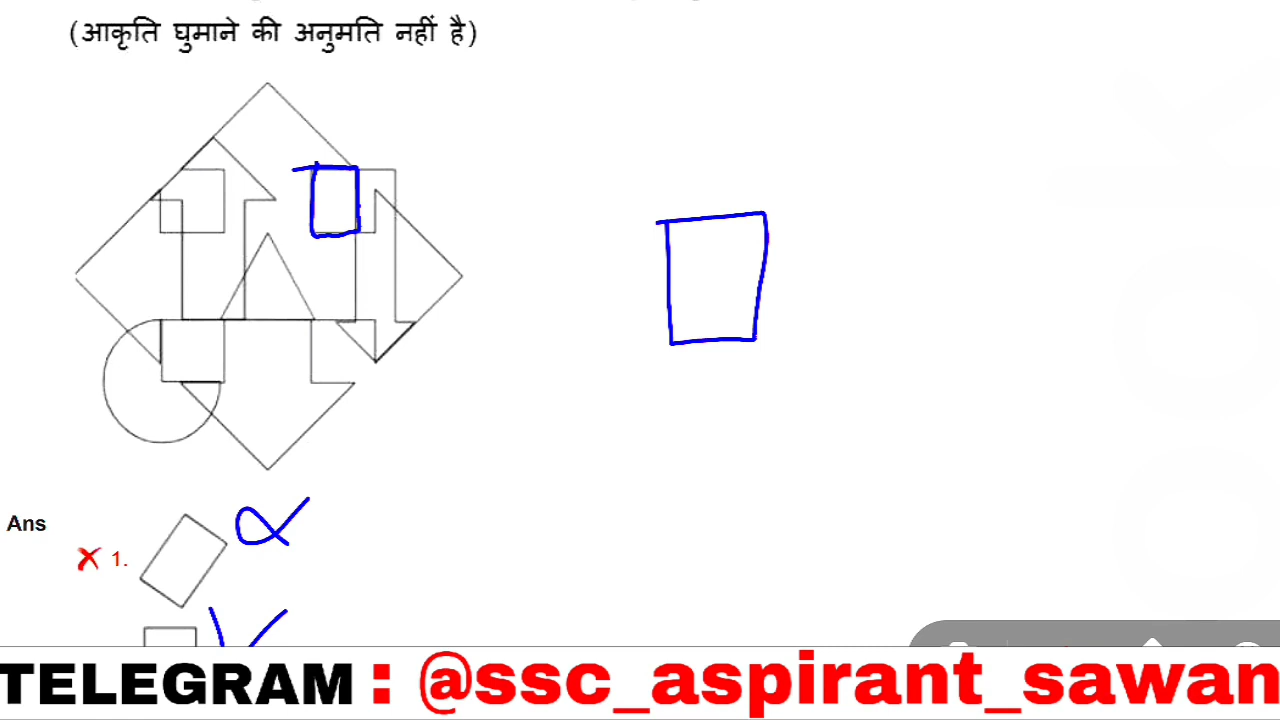 (आकृति घुमाने की अनुमति नहीं है)
Ans
1.
TELEGRAM : @ssc_aspirant_sawan